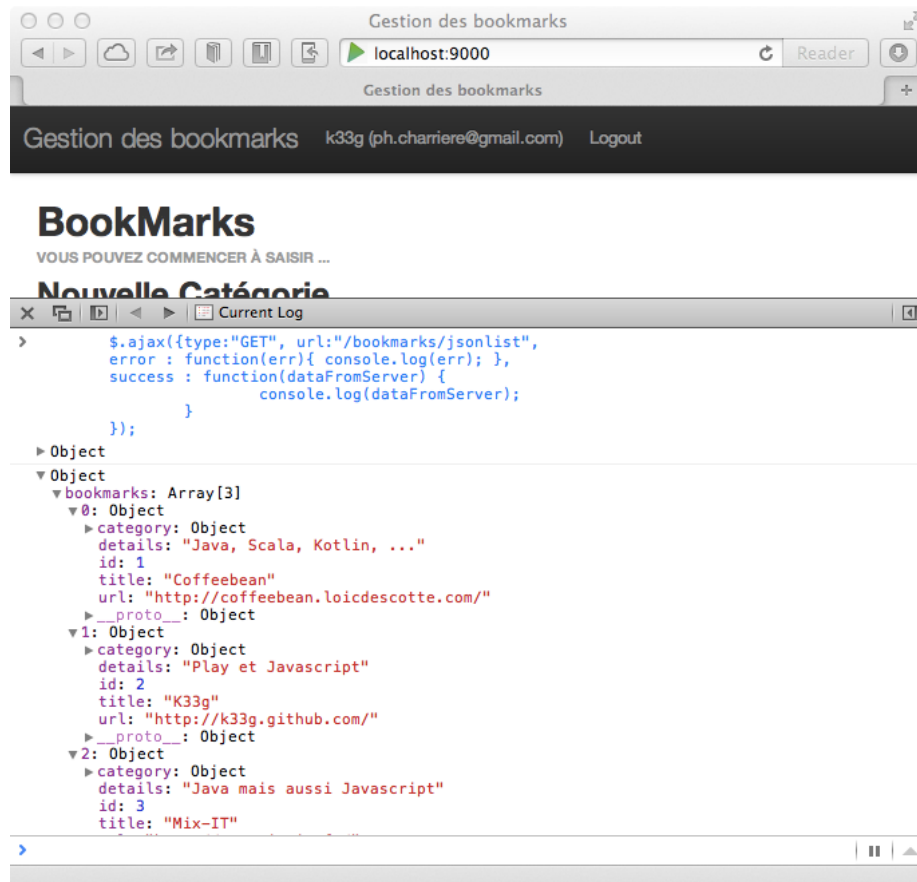 Gestion des bookmarks
localhost:9000
Reader
Gestion des bookmarks
Gestion des bookmarks k33g (ph.charriere@gmail.com) Logout
BookMarks
VOUS POUVEZ COMMENCER À SAISIR ...
Nouvelle Catégorie
Current Log
> $.ajax({type:"GET", url:"/bookmarks/jsonlist",
error : function(err){ console.log(err); },
success : function(dataFromServer) {
console.log(dataFromServer);
}
});
▶Object
▼Object
▼bookmarks: Array[3]
▼0: Object
▶category: Object
details: "Java, Scala, Kotlin, ..."
id: 1
title: "Coffeebean"
url: "http://coffeebean.loicdescotte.com/"
▶__proto__: Object
▼1: Object
▶category: Object
details: "Play et Javascript"
id: 2
title: "K33g"
url: "http://k33g.github.com/"
▶__proto__: Object
▼2: Object
▶category: Object
details: "Java mais aussi Javascript"
id: 3
title: "Mix-IT"
>